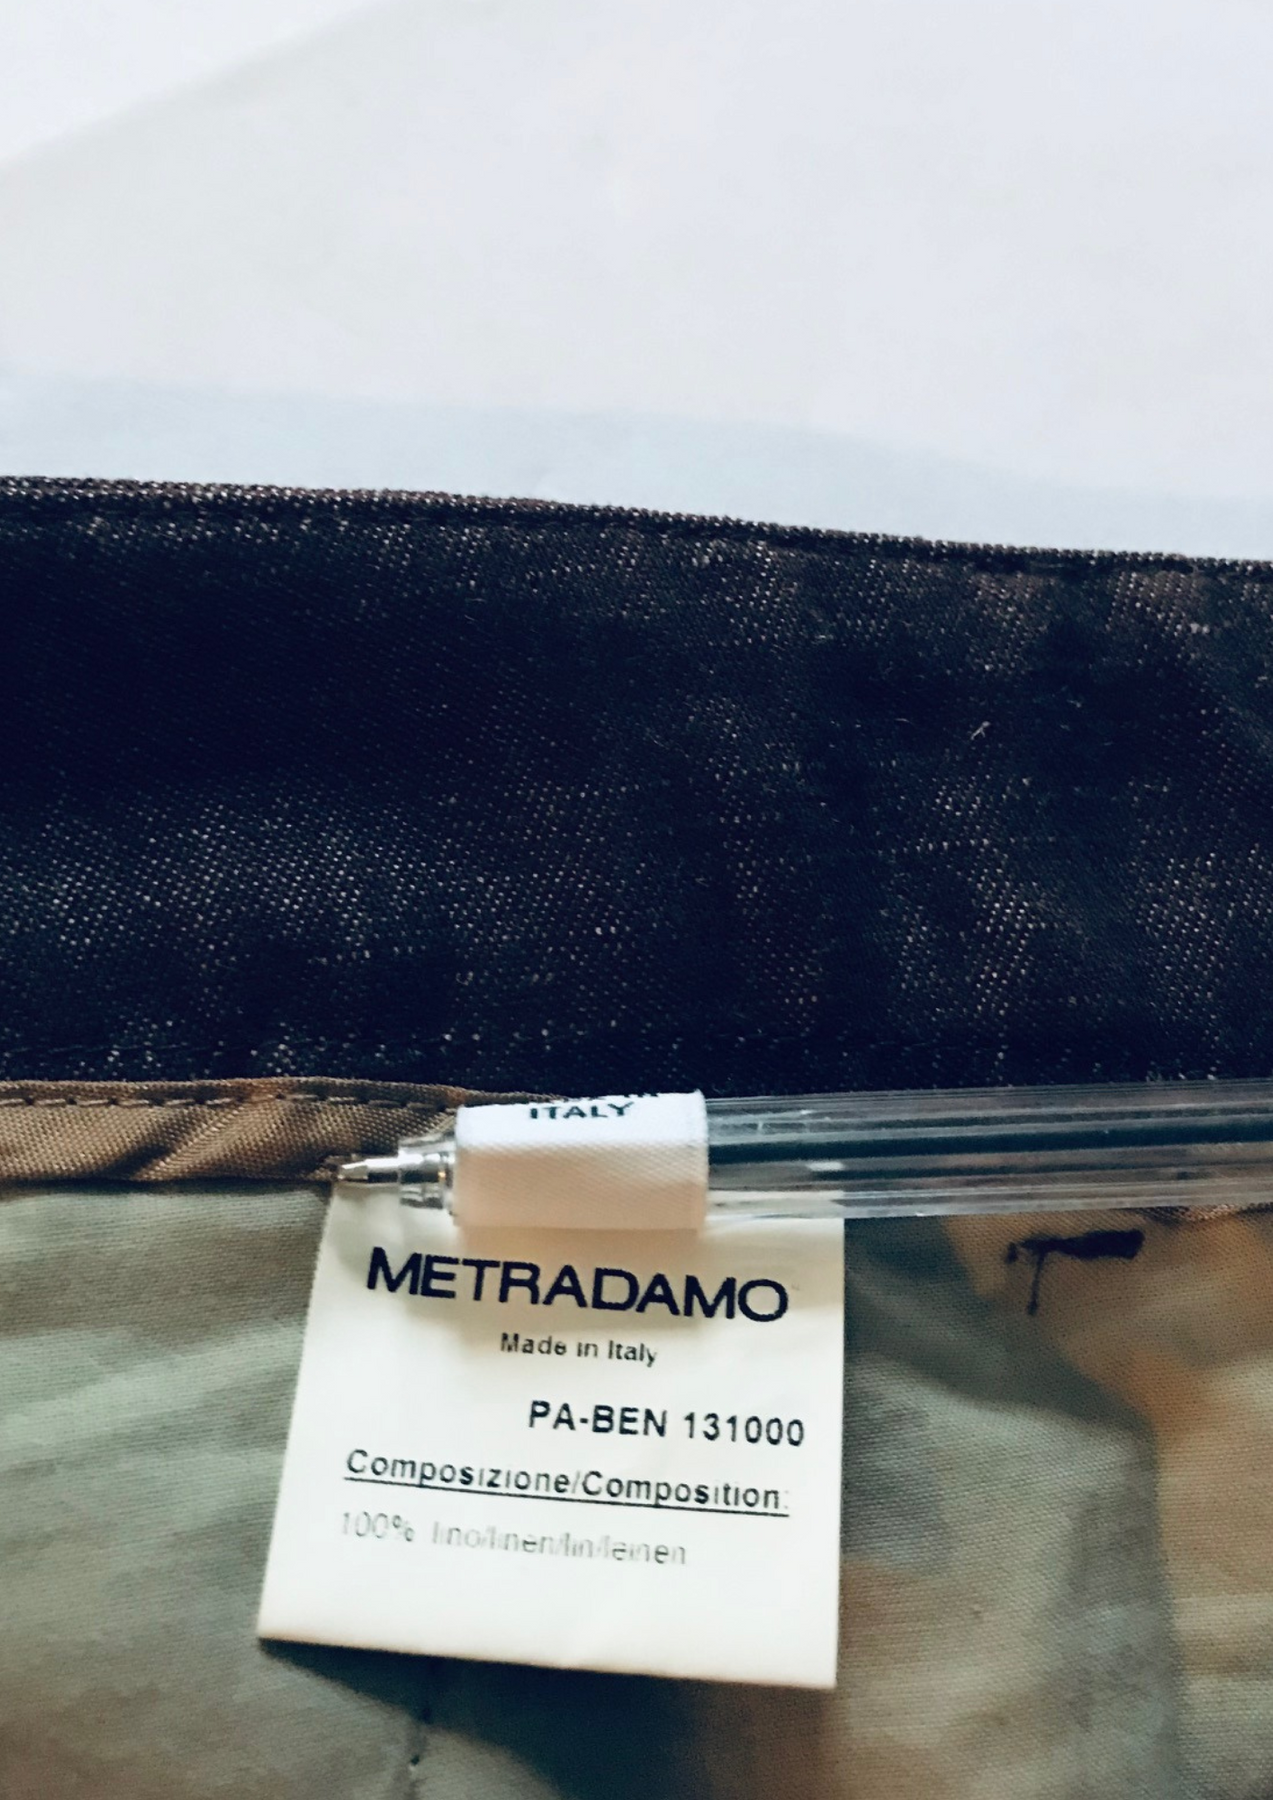 ITALY
METRADAMO
Made in Italy
PA-BEN 131000
Composizione/Composition:
100% lino/linen/lin/leinen